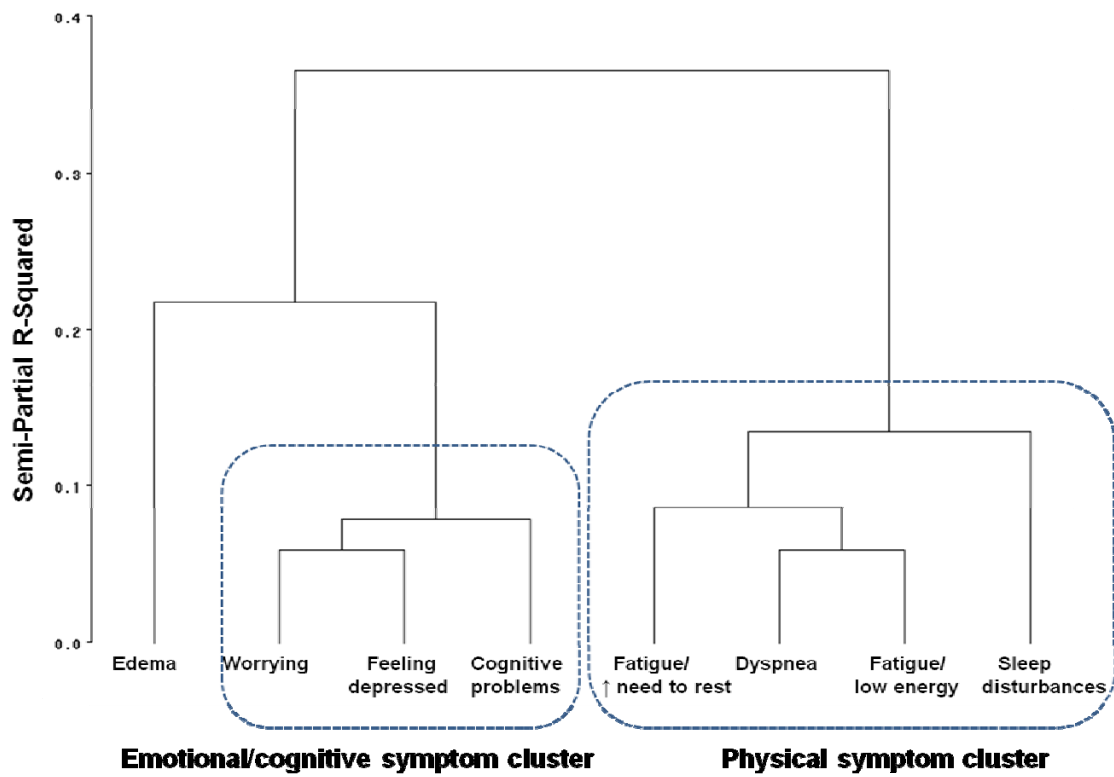 0.4
0.3
0.2
0.1
0.0
Semi-Partial R-Squared
Edema
Worrying
Feeling
depressed
Cognitive
problems
Fatigue/
↑ need to rest
Dyspnea
Fatigue/
low energy
Sleep
disturbances
Emotional/cognitive symptom cluster
Physical symptom cluster